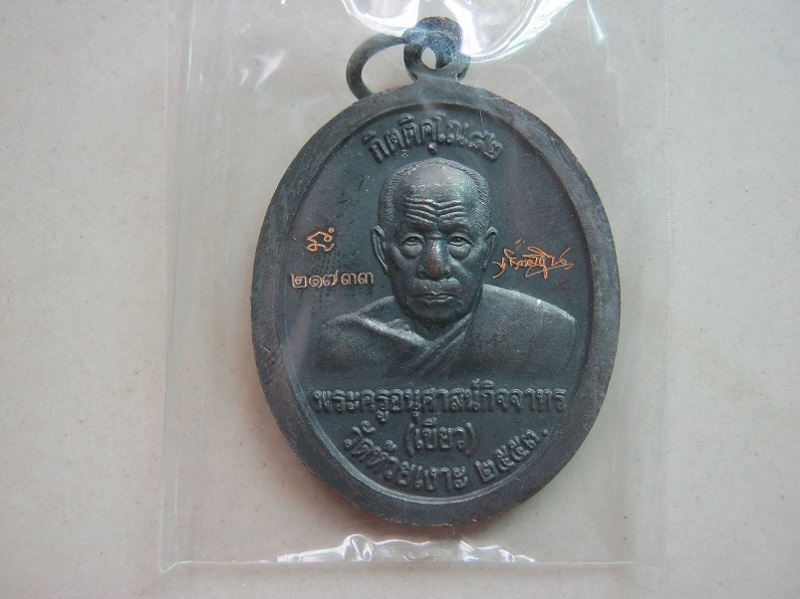 กิตติคุโณ๘๒
๒๑๗๓๓
พระครูอนุศาสน์กิจจาทร
(เขียว)
วัดห้วยเงาะ ๒๕๕๓.